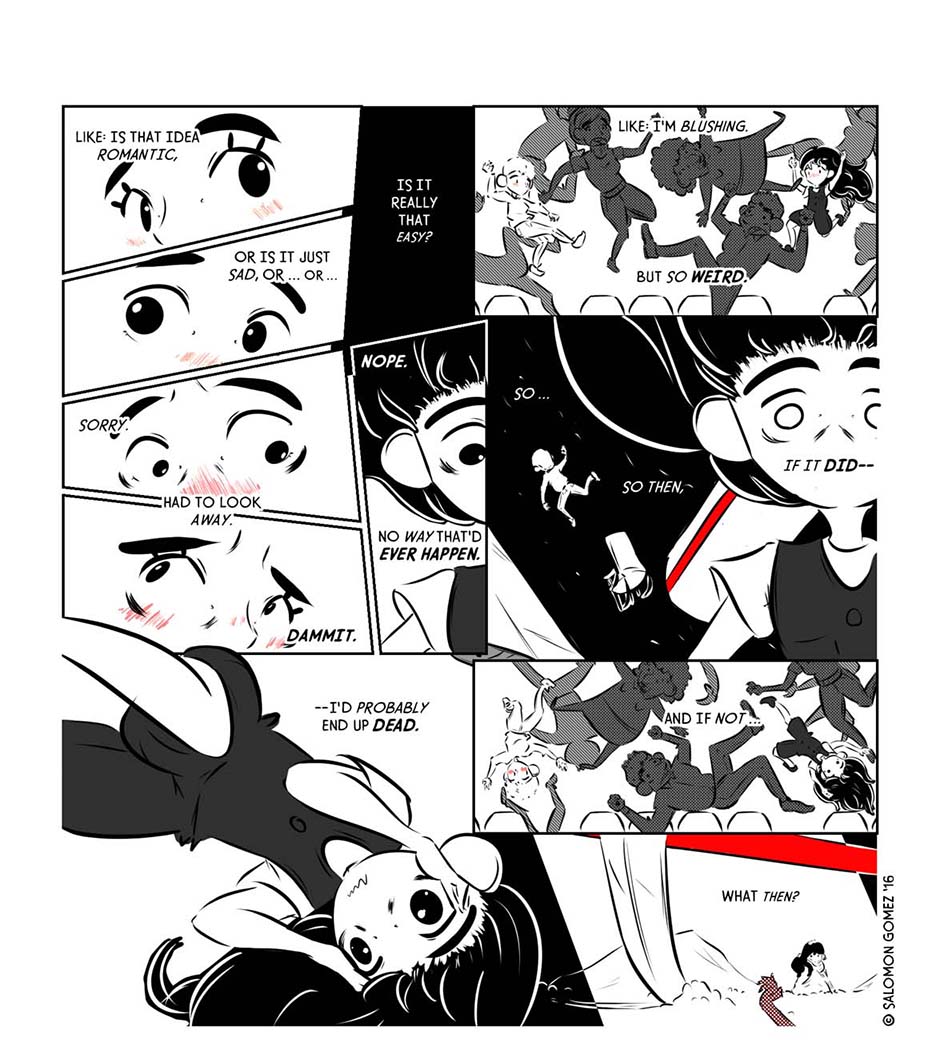 LIKE: IS THAT IDEA
ROMANTIC,
OR IS IT JUST
SAD, OR ... OR ...
SORRY.
HAD TO LOOK
AWAY.
DAMMIT.
IS IT
REALLY
THAT
EASY?
LIKE: I'M BLUSHING.
BUT SO WEIRD.
NOPE.
NO WAY THAT'D
EVER HAPPEN.
SO ...
SO THEN,
IF IT DID--
--I'D PROBABLY
END UP DEAD.
AND IF NOT ...
WHAT THEN?
© SALOMON GOMEZ '16